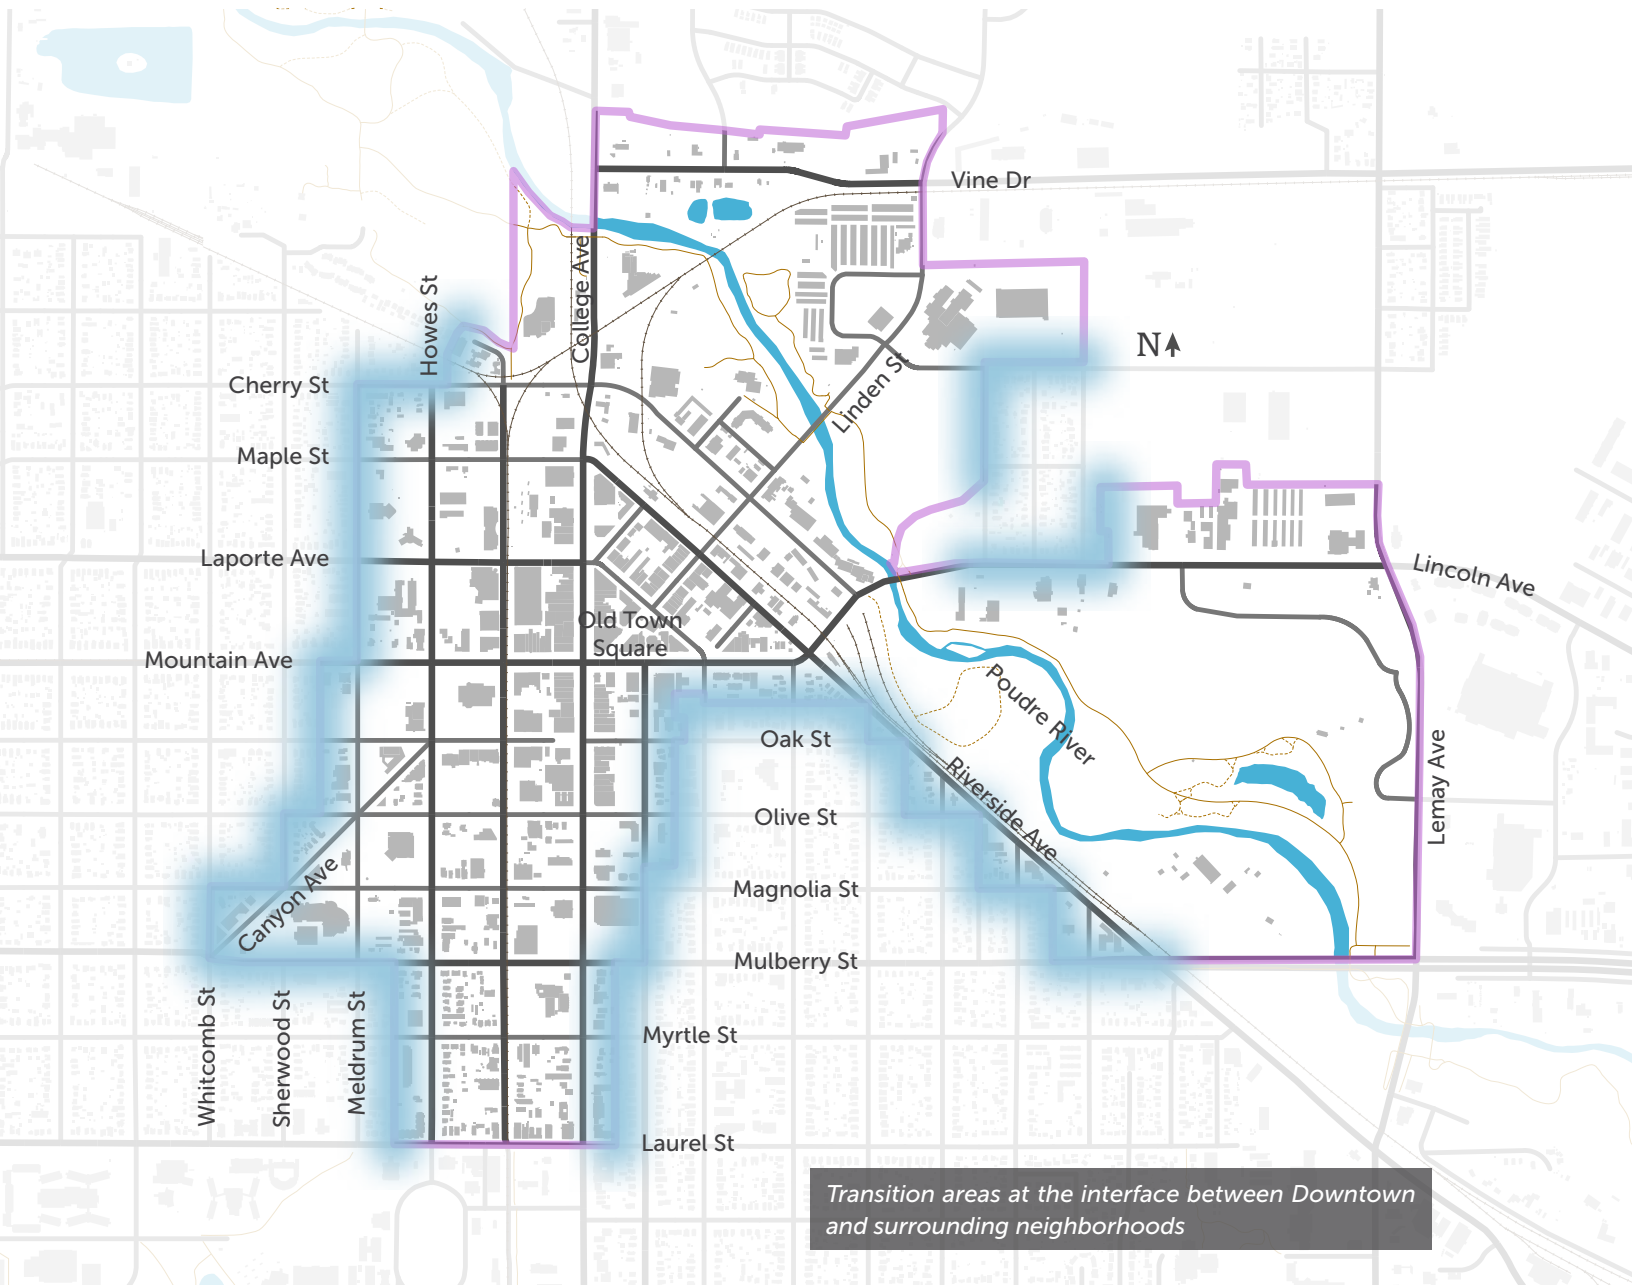 Vine Dr
College Ave
Howes St
N
Cherry St
Linden St
Maple St
Laporte Ave
Lincoln Ave
Old Town
Square
Mountain Ave
Poudre River
Oak St
Riverside Ave
Lemay Ave
Olive St
Canyon Ave
Magnolia St
Mulberry St
Whitcomb St
Sherwood St
Meldrum St
Myrtle St
Laurel St
Transition areas at the interface between Downtown
and surrounding neighborhoods